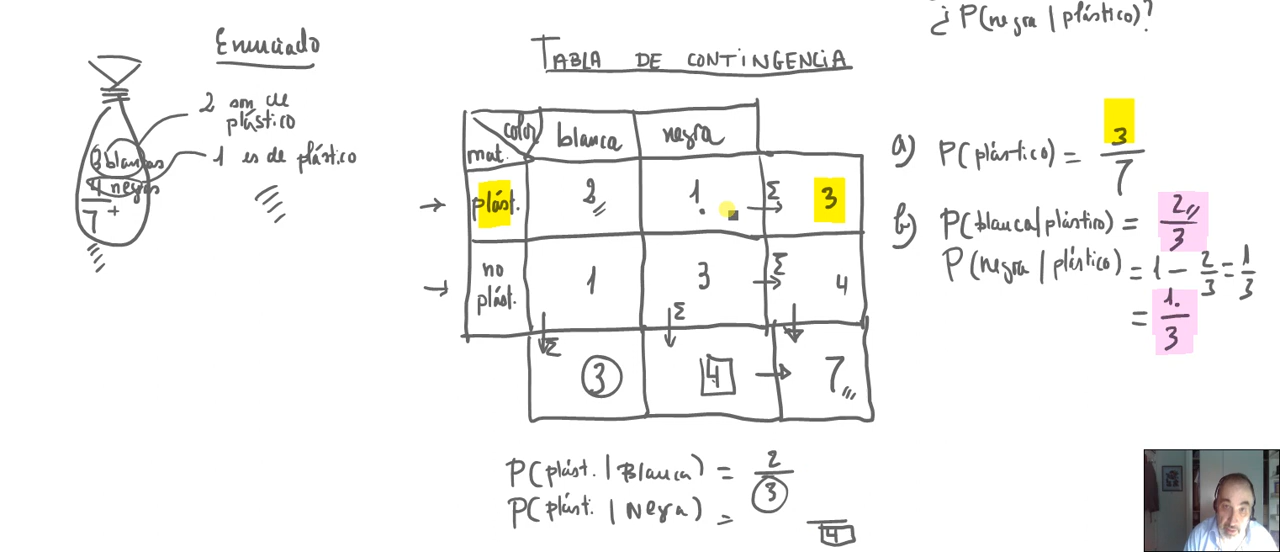 ¿P(negra | plástico)?
Enunciado
2 son de
plástico
1 es de plástico
3 blancas
4 negras
7 +
TABLA DE CONTINGENCIA
color
mat.
blanca
negra
plást.
2
1
Σ
3
no
plást.
1
3
Σ
4
Σ
Σ
3
4
7
P(plást. | Blanca) = 2/3
P(plást. | Negra) = /4
a) P(plástico) = 3/7
b) P(blanca/plástico) = 2/3
P(negra | plástico) = 1 - 2/3 = 1/3
= 1/3